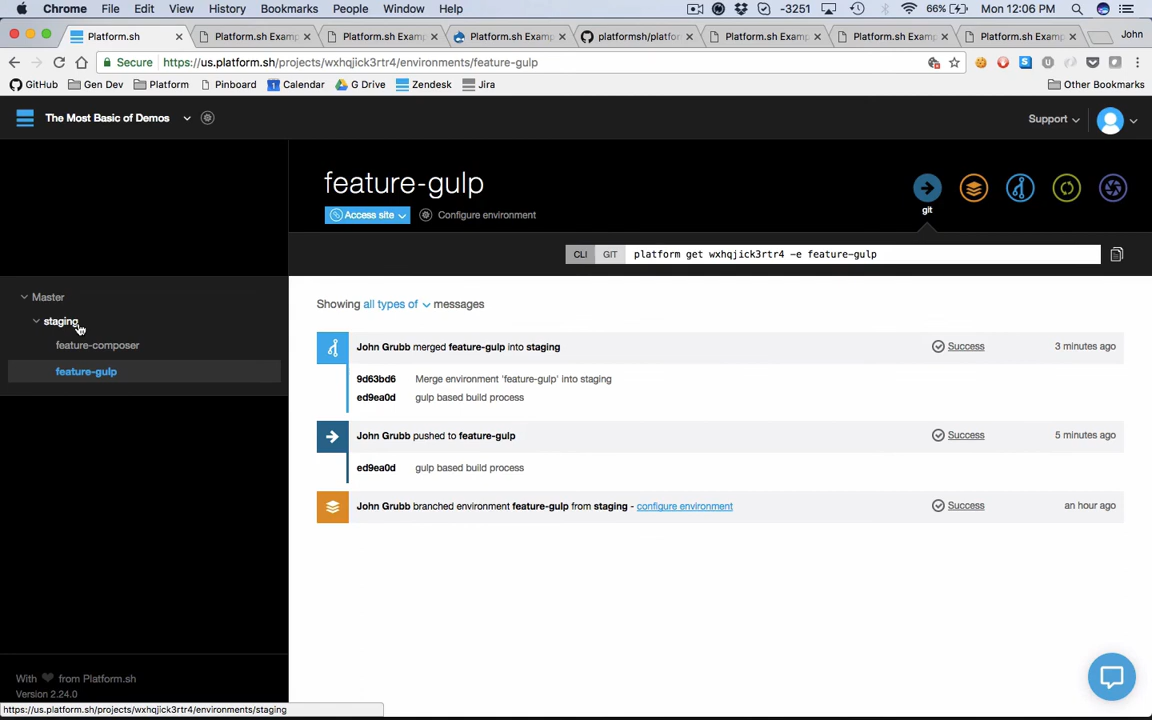 Chrome File Edit View History Bookmarks People Window Help -3251 66% Mon 12:06 PM
Platform.sh Platform.sh Examp Platform.sh Examp Platform.sh Examp platformsh/platfor Platform.sh Examp Platform.sh Examp Platform.sh Examp John
Secure https://us.platform.sh/projects/wxhqjick3rtr4/environments/feature-gulp
GitHub Gen Dev Platform Pinboard 1 Calendar G Drive Zendesk Jira Other Bookmarks
The Most Basic of Demos Support
feature-gulp
Access site Configure environment
git
CLI GIT platform get wxhqjick3rtr4 -e feature-gulp
Master
staging
feature-composer
feature-gulp
Showing all types of messages
John Grubb merged feature-gulp into staging Success 3 minutes ago
9d63bd6 Merge environment 'feature-gulp' into staging
ed9ea0d gulp based build process
John Grubb pushed to feature-gulp Success 5 minutes ago
ed9ea0d gulp based build process
John Grubb branched environment feature-gulp from staging - configure environment Success an hour ago
With ❤ from Platform.sh
Version 2.24.0
https://us.platform.sh/projects/wxhqjick3rtr4/environments/staging